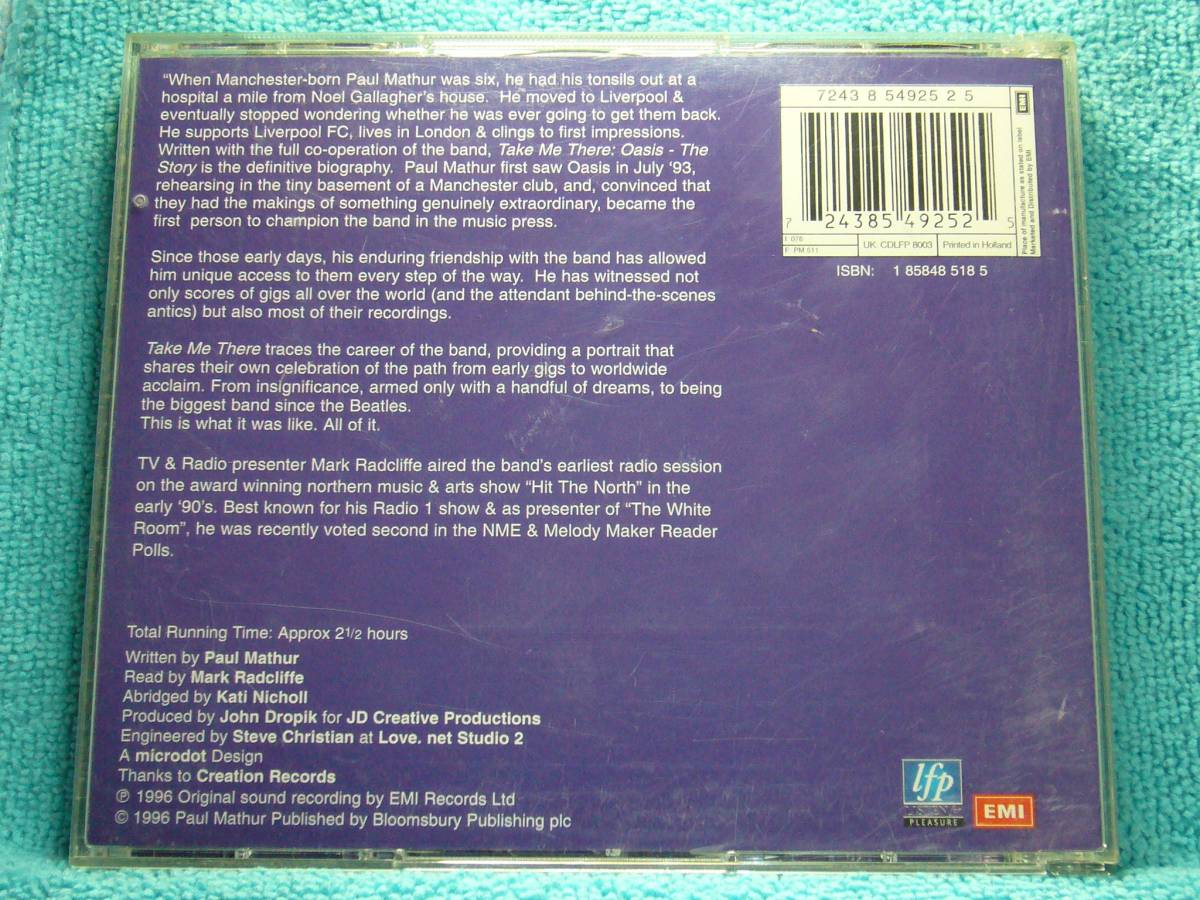 “When Manchester-born Paul Mathur was six, he had his tonsils out at a
hospital a mile from Noel Gallagher's house. He moved to Liverpool &
eventually stopped wondering whether he was ever going to get them back.
He supports Liverpool FC, lives in London & clings to first impressions.
Written with the full co-operation of the band, Take Me There: Oasis - The
Story is the definitive biography. Paul Mathur first saw Oasis in July ‘93,
rehearsing in the tiny basement of a Manchester club, and, convinced that
they had the makings of something genuinely extraordinary, became the
first person to champion the band in the music press.
Since those early days, his enduring friendship with the band has allowed
him unique access to them every step of the way. He has witnessed not
only scores of gigs all over the world (and the attendant behind-the-scenes
antics) but also most of their recordings.
Take Me There traces the career of the band, providing a portrait that
shares their own celebration of the path from early gigs to worldwide
acclaim. From insignificance, armed only with a handful of dreams, to being
the biggest band since the Beatles.
This is what it was like. All of it.
TV & Radio presenter Mark Radcliffe aired the band's earliest radio session
on the award winning northern music & arts show “Hit The North” in the
early ‘90's. Best known for his Radio 1 show & as presenter of “The White
Room”, he was recently voted second in the NME & Melody Maker Reader
Polls.
Total Running Time: Approx 2 1/2 hours
Written by Paul Mathur
Read by Mark Radcliffe
Abridged by Kati Nicholl
Produced by John Dropik for JD Creative Productions
Engineered by Steve Christian at Love. net Studio 2
A microdot Design
Thanks to Creation Records
℗ 1996 Original sound recording by EMI Records Ltd
© 1996 Paul Mathur Published by Bloomsbury Publishing plc
7243 8 54925 2 5
EMI
Place of manufacture as stated on label
Marketed and Distributed by EMI
7 24385 49252 5
I: 076
F: PM 511
UK: CDLFP 8003
Printed in Holland
ISBN: 1 85848 518 5
lfp
PLEASURE
EMI